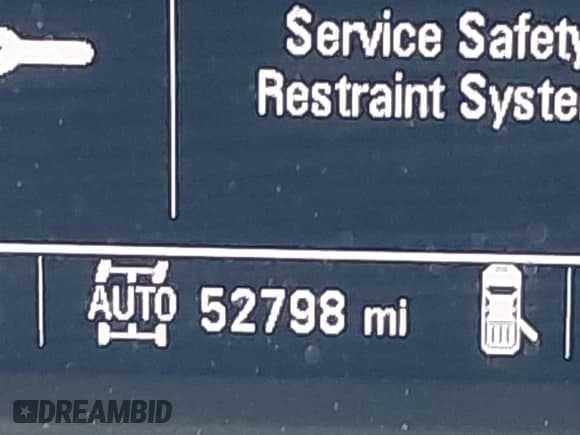 Service Safety
Restraint Syste
AUTO 52798 mi
DREAMBID